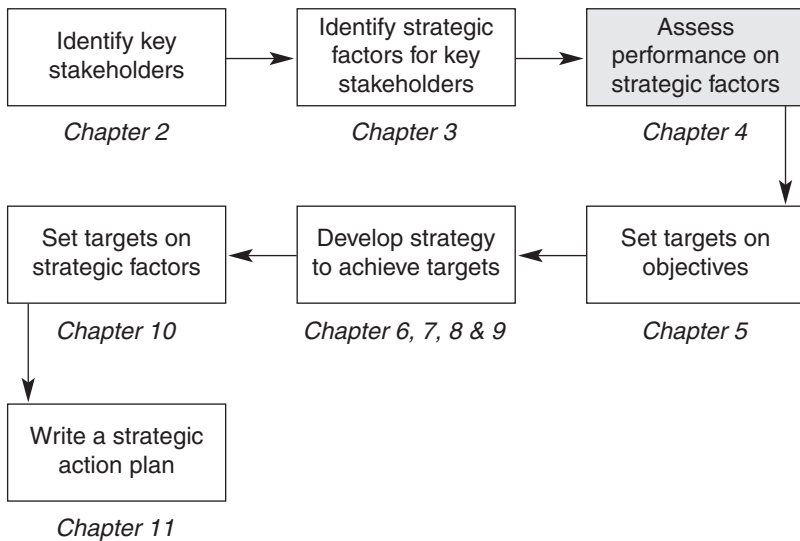 Identify key
stakeholders
Chapter 2
Identify strategic
factors for key
stakeholders
Chapter 3
Assess
performance on
strategic factors
Chapter 4
Set targets on
objectives
Chapter 5
Develop strategy
to achieve targets
Chapter 6, 7, 8 & 9
Set targets on
strategic factors
Chapter 10
Write a strategic
action plan
Chapter 11